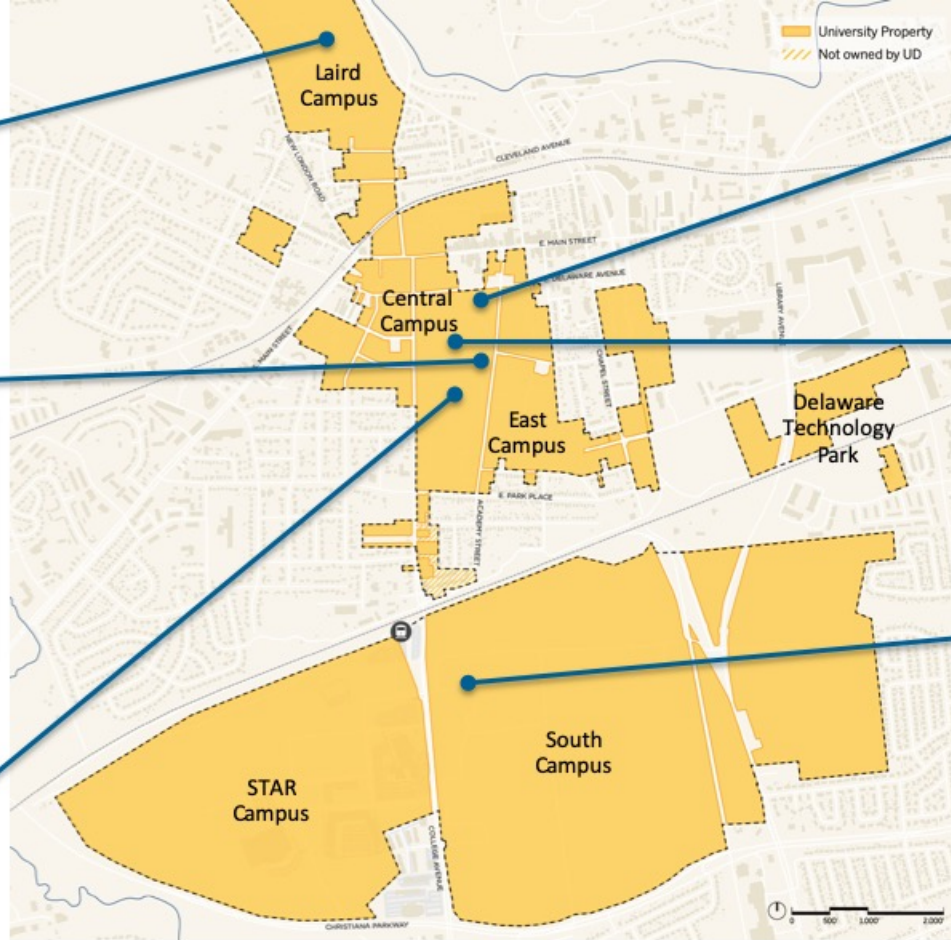 University Property
Not owned by UD
Laird
Campus
NEW LONDON ROAD
CLEVELAND AVENUE
E. MAIN STREET
DELAWARE AVENUE
Central
Campus
LIBRARY AVENUE
MAIN STREET
CHAPEL STREET
East
Campus
Delaware
Technology
Park
E. PARK PLACE
ACADEMY STREET
South
Campus
STAR
Campus
COLLEGE AVENUE
CHRISTIANA PARKWAY
0 500' 1,000' 2,000'